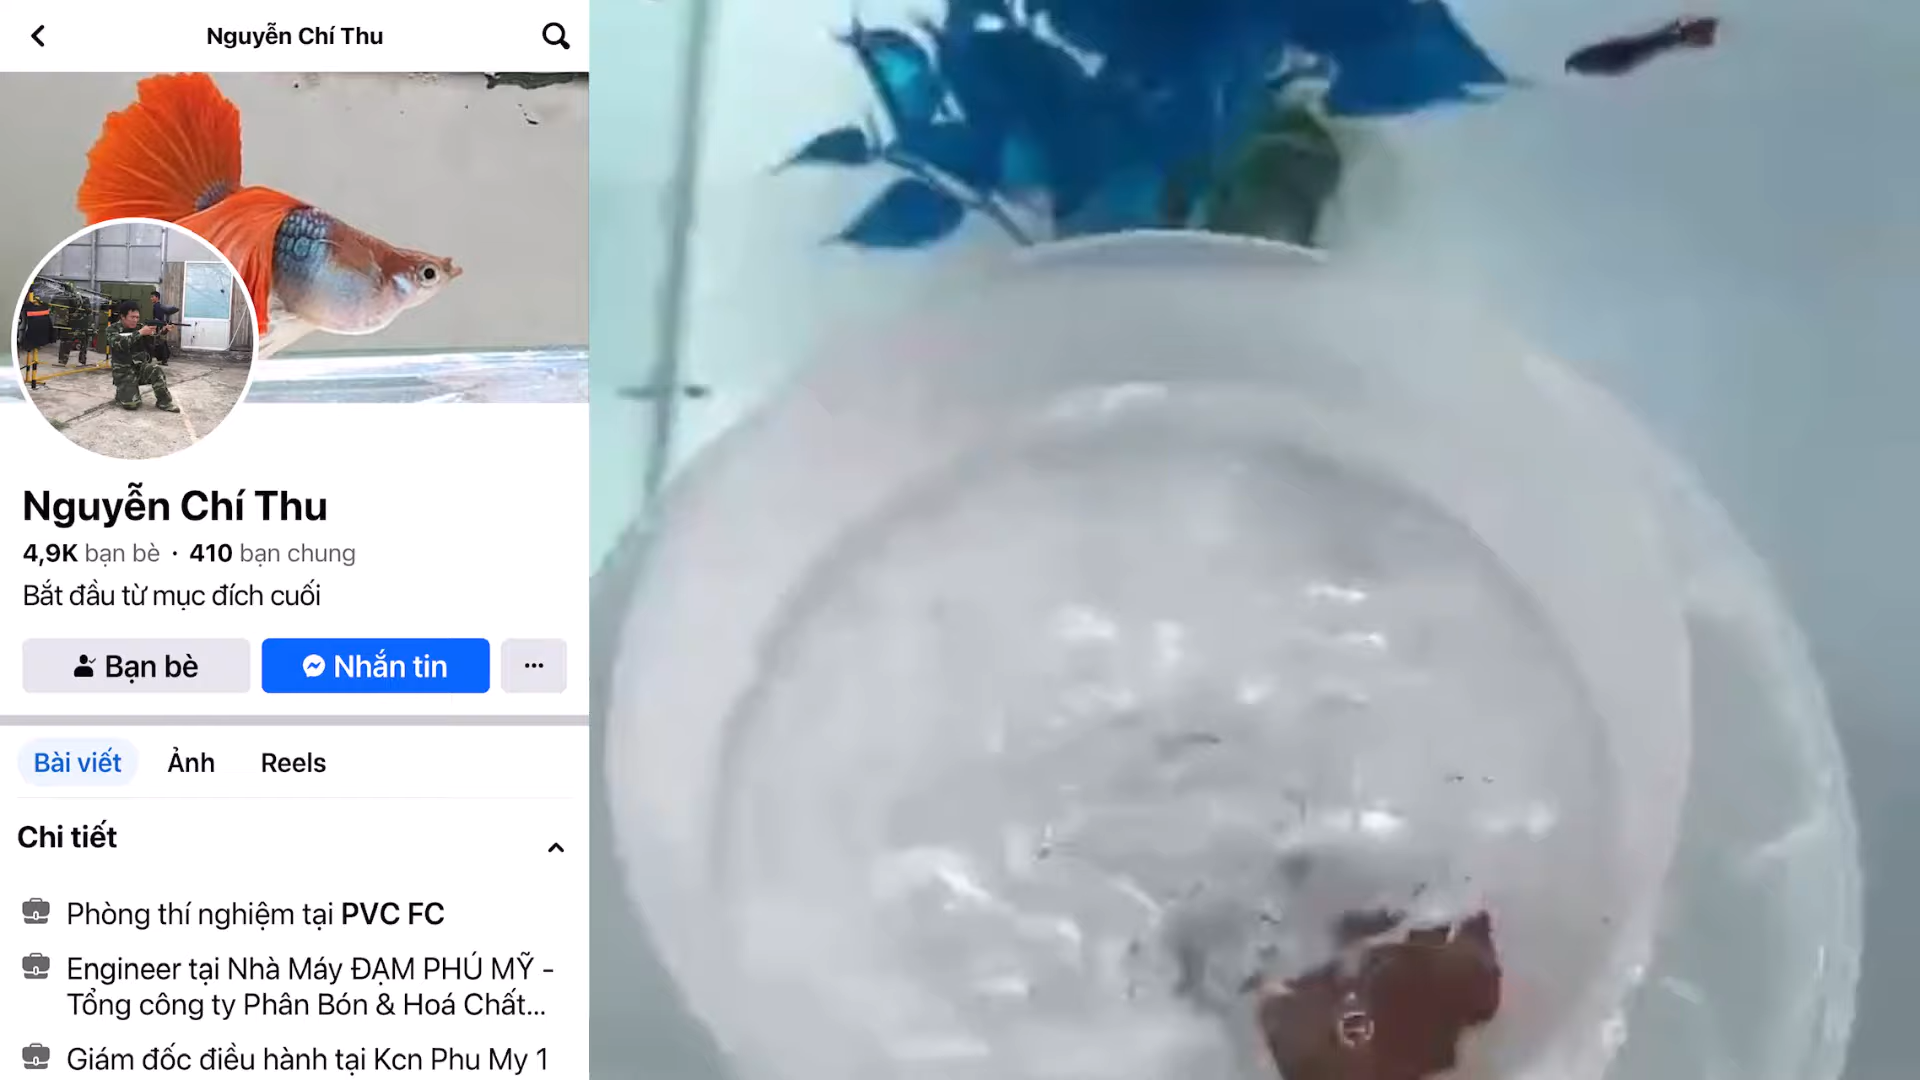 Nguyễn Chí Thu
Nguyễn Chí Thu
4,9K bạn bè · 410 bạn chung
Bắt đầu từ mục đích cuối
Bạn bè
Nhắn tin
Bài viết
Ảnh
Reels
Chi tiết
Phòng thí nghiệm tại PVC FC
Engineer tại Nhà Máy ĐẠM PHÚ MỸ -
Tổng công ty Phân Bón & Hoá Chất...
Giám đốc điều hành tại Kcn Phu My 1